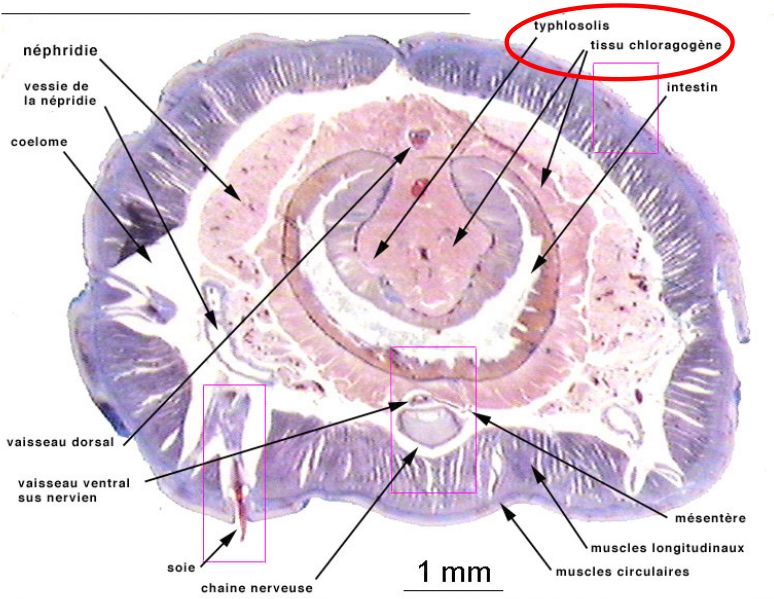 typhlosolis
néphridie
tissu chloragogène
vessie de
la népridie
intestin
coelome
vaisseau dorsal
vaisseau ventral
sus nervien
mésentère
muscles longitudinaux
soie
muscles circulaires
chaine nerveuse
1 mm